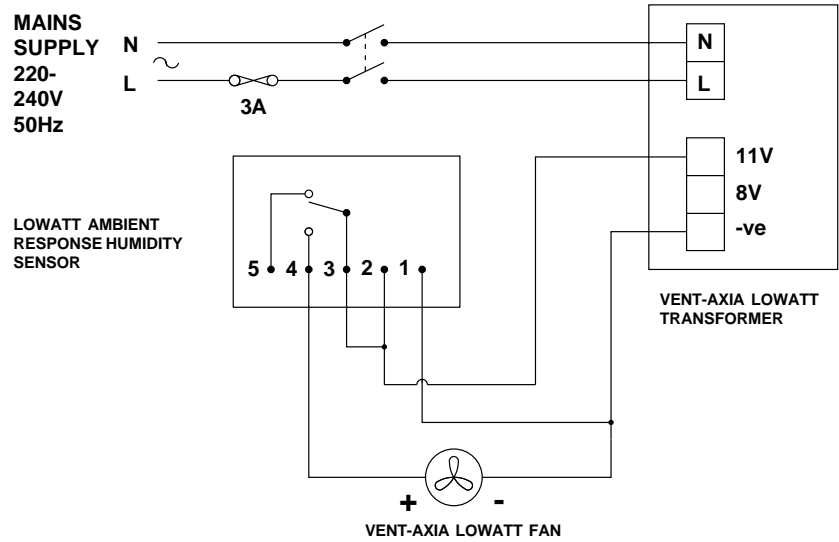 MAINS
SUPPLY
220-
240V
50Hz
N
L
3A
N
L
11V
8V
-ve
VENT-AXIA LOWATT
TRANSFORMER
LOWATT AMBIENT
RESPONSE HUMIDITY
SENSOR
5 4 3 2 1
+ -
VENT-AXIA LOWATT FAN